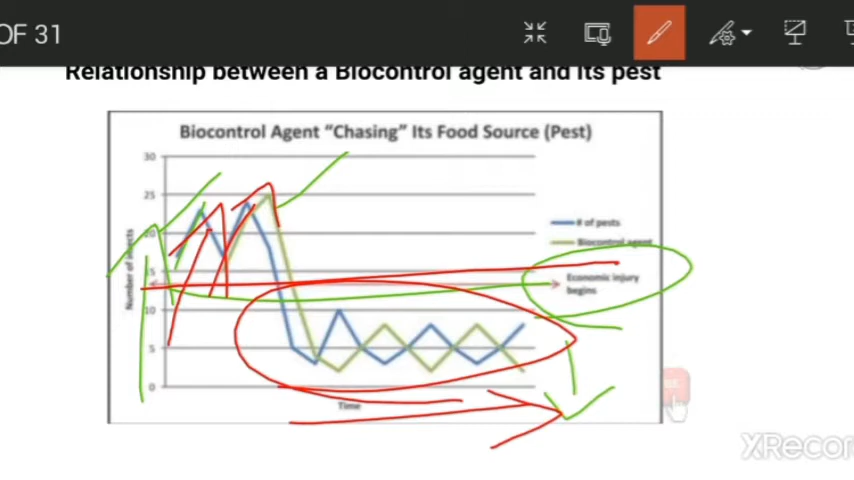 OF 31
Relationship between a Biocontrol agent and its pest
Biocontrol Agent "Chasing" Its Food Source (Pest)
30
25
20
15
10
5
0
Number of insects
Time
# of pests
Biocontrol agent
Economic injury
begins
XRecor